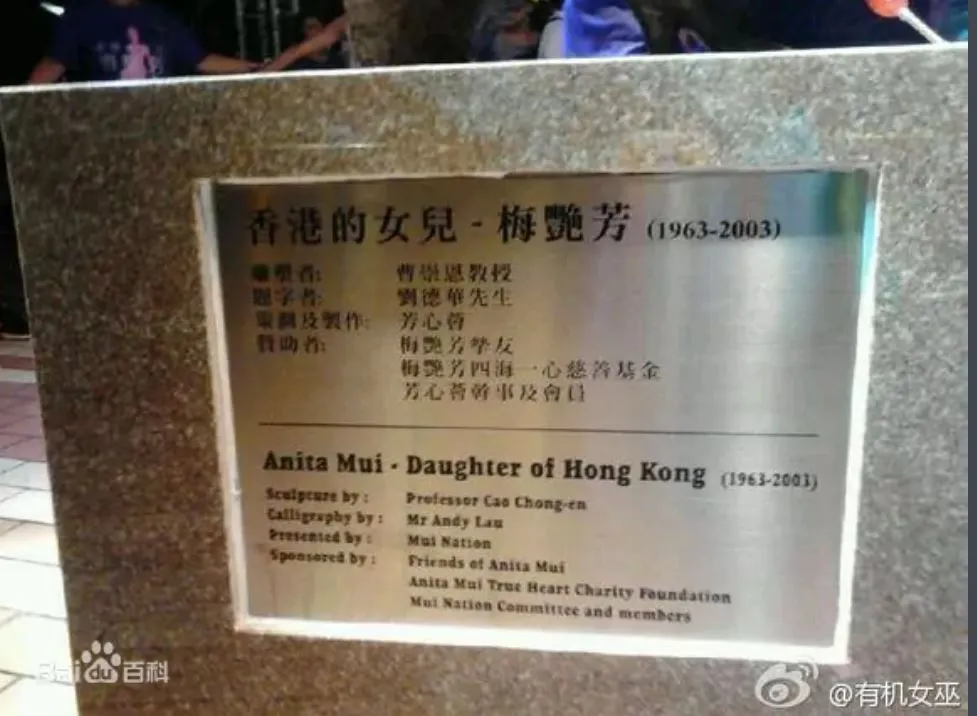 香港的女兒 - 梅艷芳 (1963-2003)
雕塑者: 曹崇恩教授
題字者: 劉德華先生
策劃及製作: 芳心薈
贊助者: 梅艷芳摯友
梅艷芳四海一心慈善基金
芳心薈幹事及會員
Anita Mui - Daughter of Hong Kong (1963-2003)
Sculpture by : Professor Cao Chong-en
Calligraphy by : Mr Andy Lau
Presented by : Mui Nation
Sponsored by : Friends of Anita Mui
Anita Mui True Heart Charity Foundation
Mui Nation Committee and members
Baidu百科
@有机女巫